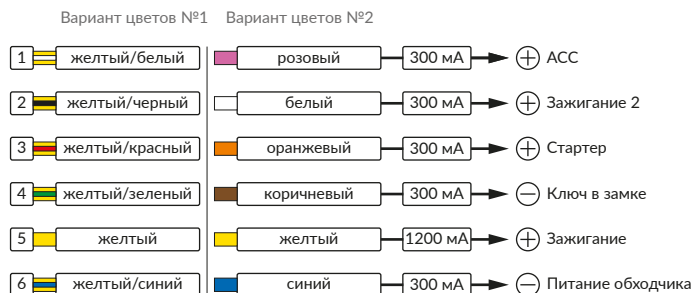 Вариант цветов №1 Вариант цветов №2
1 желтый/белый розовый 300 мА + АСС
2 желтый/черный белый 300 мА + Зажигание 2
3 желтый/красный оранжевый 300 мА + Стартер
4 желтый/зеленый коричневый 300 мА − Ключ в замке
5 желтый желтый 1200 мА + Зажигание
6 желтый/синий синий 300 мА − Питание обходчика